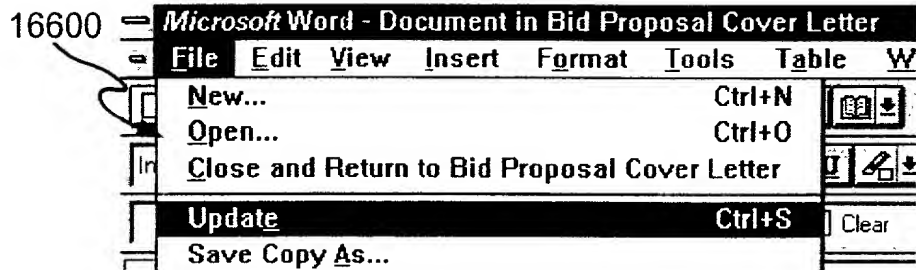 16600
Microsoft Word - Document in Bid Proposal Cover Letter
File Edit View Insert Format Tools Table W
New... Ctrl+N
Open... Ctrl+O
Close and Return to Bid Proposal Cover Letter
Update Ctrl+S
Clear
Save Copy As...